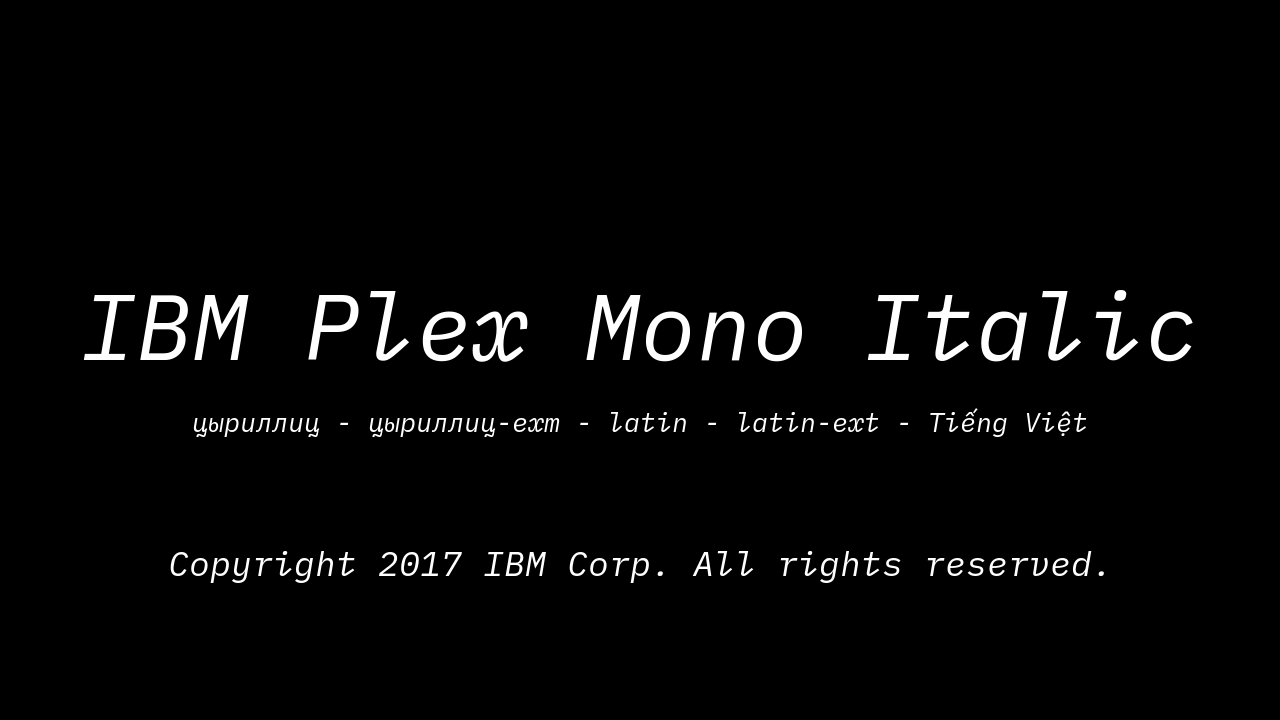 IBM Plex Mono Italic
цыриллиц - цыриллиц-ехт - latin - latin-ext - Tiếng Việt
Copyright 2017 IBM Corp. All rights reserved.